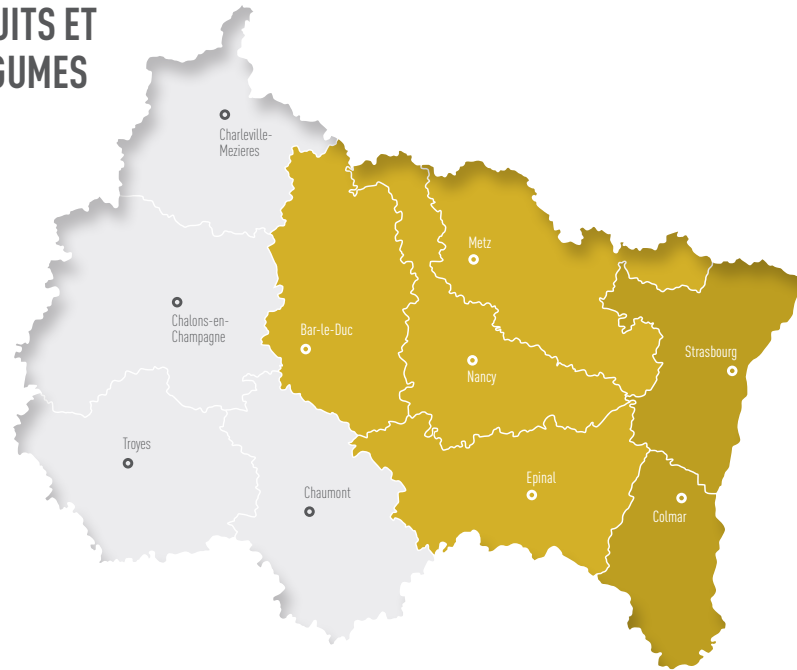 UITS ET
GUMES
Charleville-
Mezieres
Metz
Chalons-en-
Champagne
Bar-le-Duc
Nancy
Strasbourg
Troyes
Chaumont
Epinal
Colmar